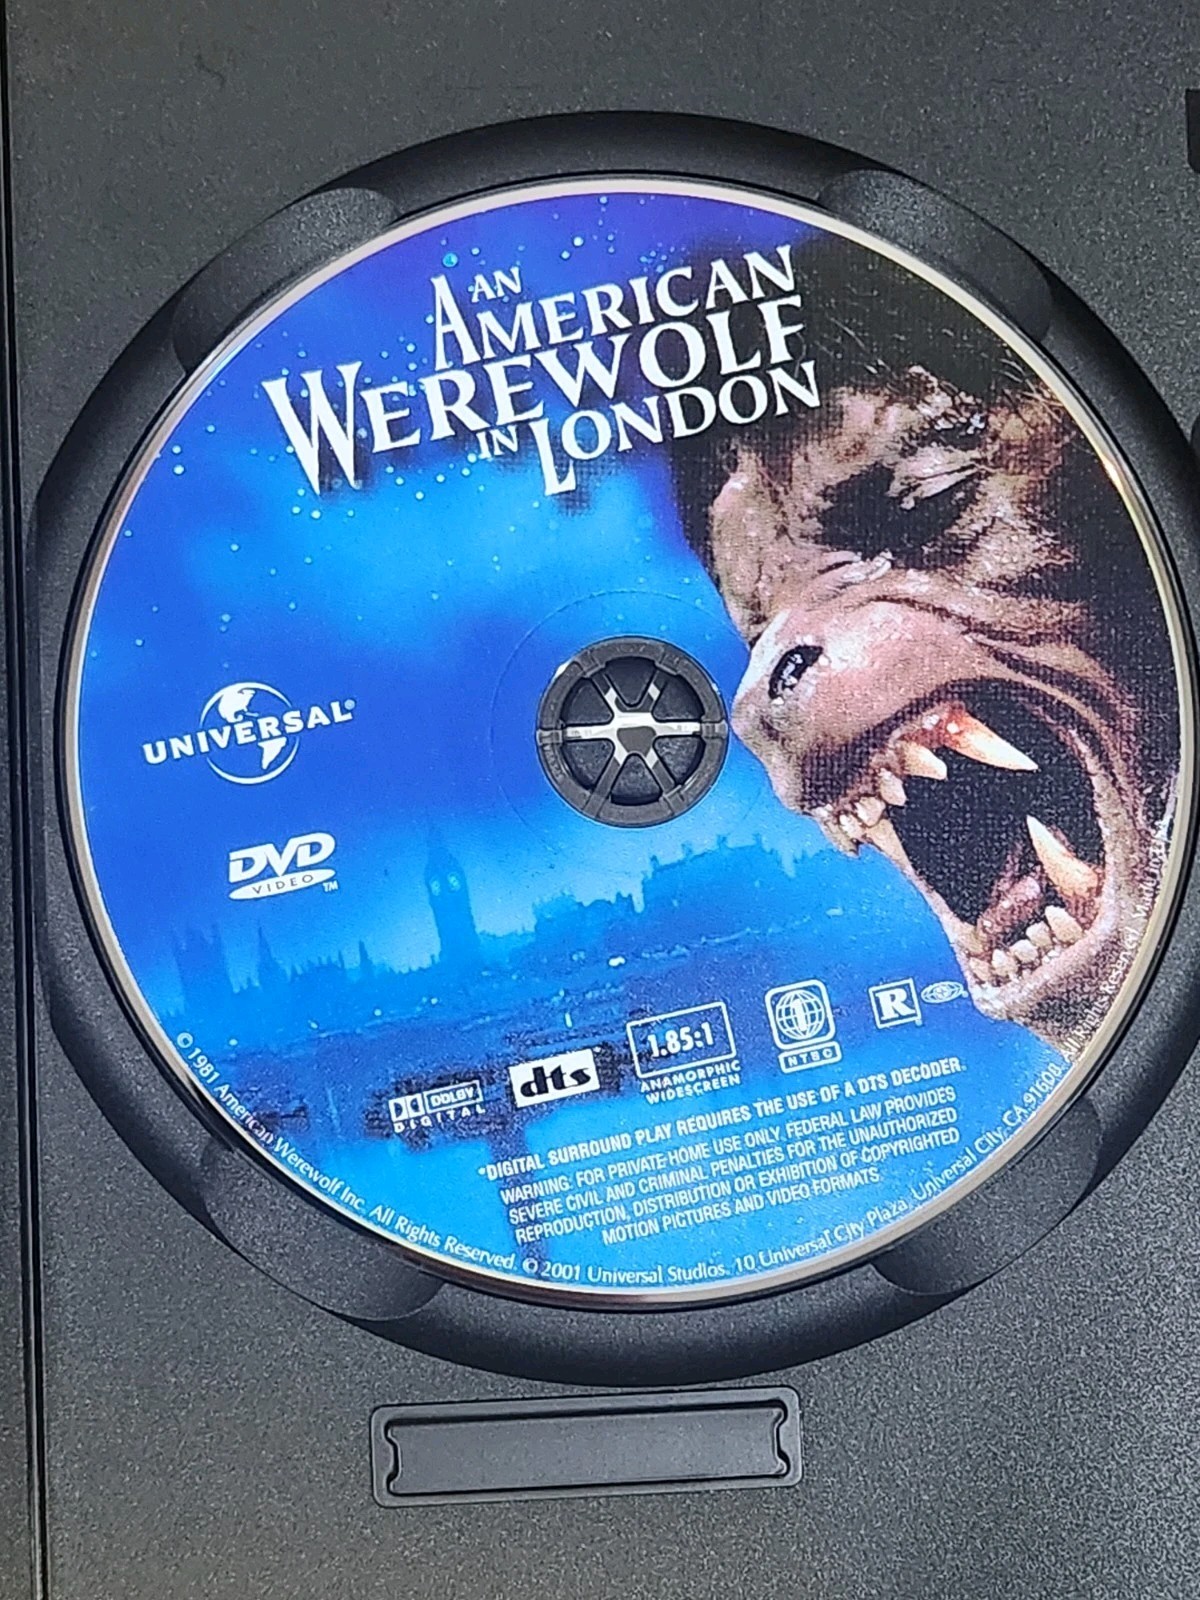 AN
AMERICAN
WEREWOLF
IN LONDON
UNIVERSAL®
DVD
VIDEO TM
DOLBY
DIGITAL
dts
1.85:1
ANAMORPHIC
WIDESCREEN
1
NTSC
R
*DIGITAL SURROUND PLAY REQUIRES THE USE OF A DTS DECODER.
WARNING: FOR PRIVATE HOME USE ONLY. FEDERAL LAW PROVIDES
SEVERE CIVIL AND CRIMINAL PENALTIES FOR THE UNAUTHORIZED
REPRODUCTION, DISTRIBUTION OR EXHIBITION OF COPYRIGHTED
MOTION PICTURES AND VIDEO FORMATS.
©1981 American Werewolf Inc. All Rights Reserved. ©2001 Universal Studios. 10 Universal City Plaza, Universal City, CA 91608. All Rights Reserved.